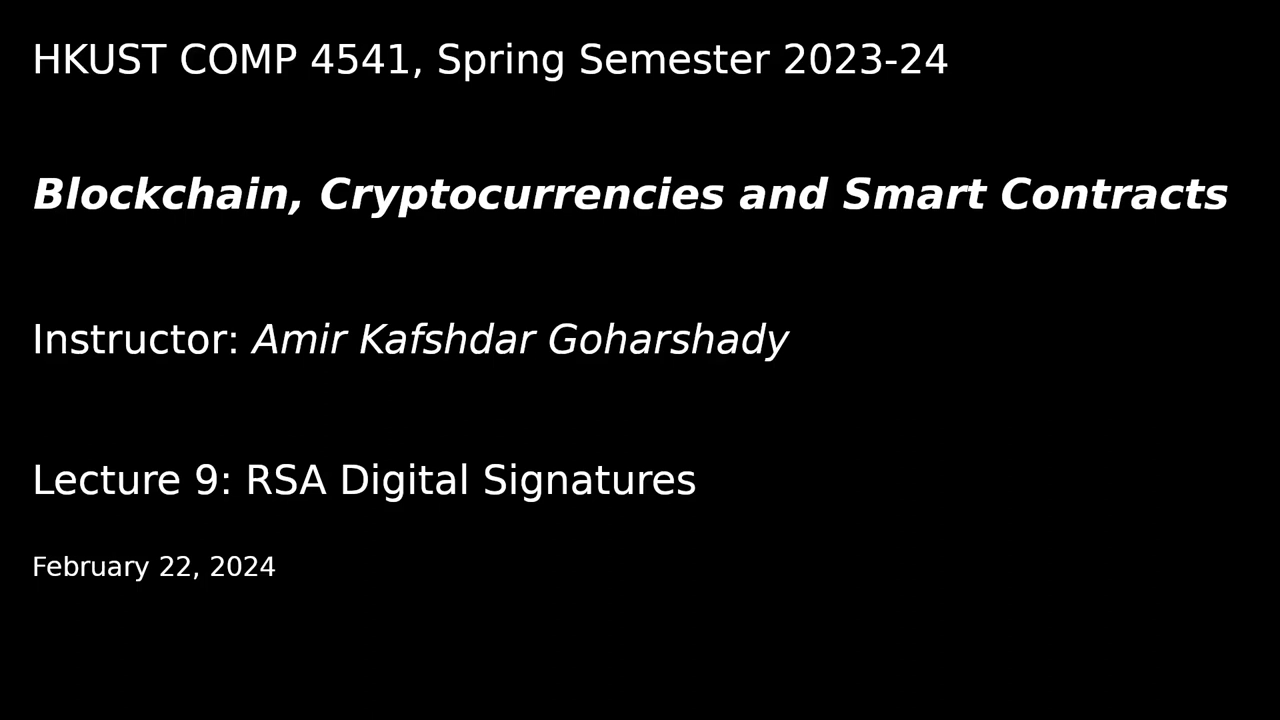 HKUST COMP 4541, Spring Semester 2023-24
Blockchain, Cryptocurrencies and Smart Contracts
Instructor: Amir Kafshdar Goharshady
Lecture 9: RSA Digital Signatures
February 22, 2024